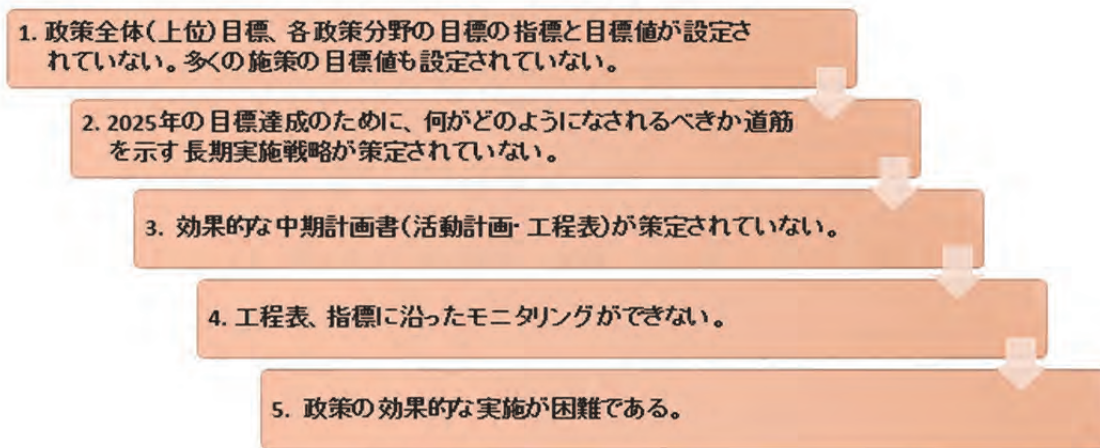 1. 政策全体(上位)目標、各政策分野の目標の指標と目標値が設定さ
れていない。多くの施策の目標値も設定されていない。
2. 2025年の目標達成のために、何がどのようになされるべきか道筋
を示す長期実施戦略が策定されていない。
3. 効果的な中期計画書(活動計画・工程表)が策定されていない。
4. 工程表、指標に沿ったモニタリングができない。
5. 政策の効果的な実施が困難である。